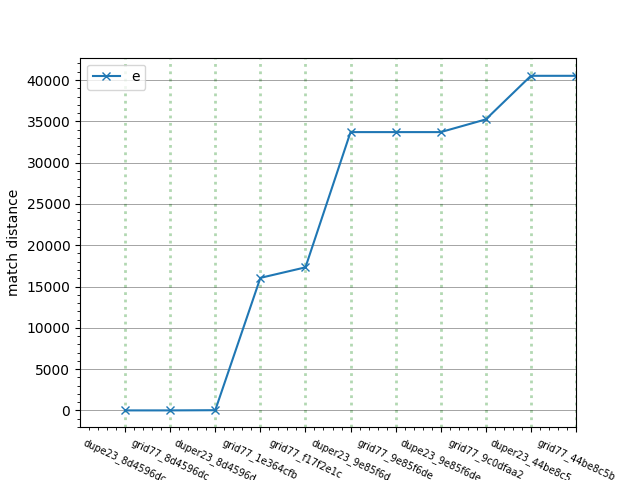 e
40000
35000
30000
25000
20000
15000
10000
5000
0
match distance
dupe23_8d4596dc
grid77_8d4596dc
duper23_8d4596d
grid77_1e364cfb
grid77_f17f2e1c
duper23_9e85f6d
grid77_9e85f6de
dupe23_9e85f6de
grid77_9c0dfaa2
duper23_44be8c5
grid77_44be8c5b